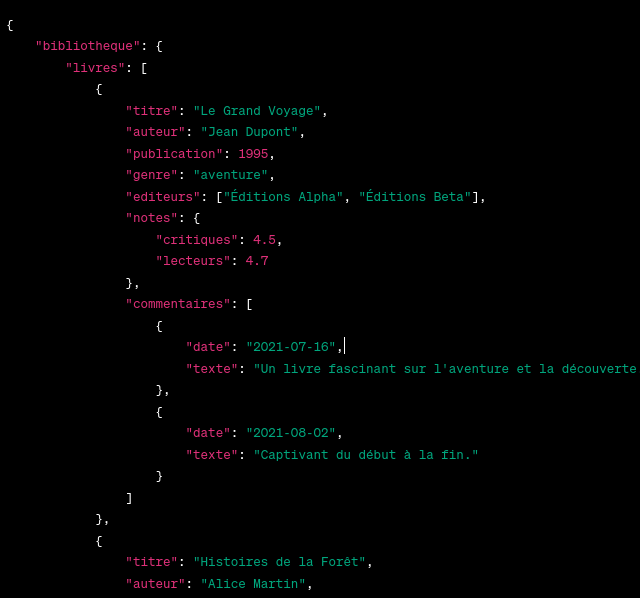 {
    "bibliotheque": {
        "livres": [
            {
                "titre": "Le Grand Voyage",
                "auteur": "Jean Dupont",
                "publication": 1995,
                "genre": "aventure",
                "editeurs": ["Éditions Alpha", "Éditions Beta"],
                "notes": {
                    "critiques": 4.5,
                    "lecteurs": 4.7
                },
                "commentaires": [
                    {
                        "date": "2021-07-16",
                        "texte": "Un livre fascinant sur l'aventure et la découverte
                    },
                    {
                        "date": "2021-08-02",
                        "texte": "Captivant du début à la fin."
                    }
                ]
            },
            {
                "titre": "Histoires de la Forêt",
                "auteur": "Alice Martin",